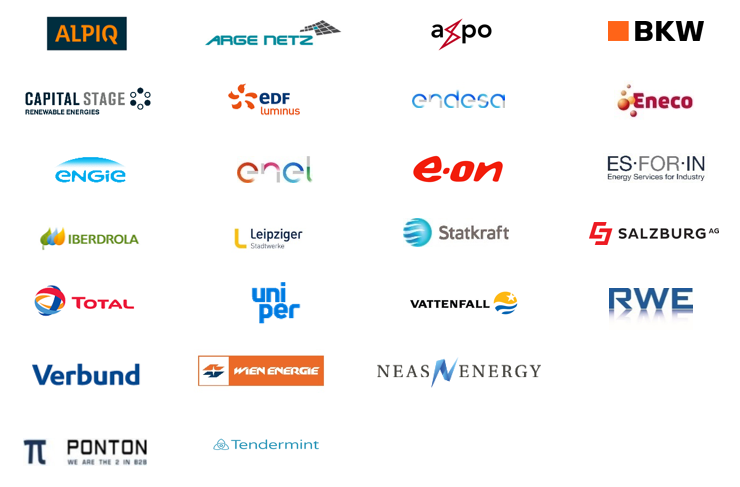 ALPIQ
ARGE NETZ
axpo
BKW
CAPITAL STAGE
RENEWABLE ENERGIES
eDF
luminus
endesa
Eneco
ENGIE
enel
e·on
ES·FOR·IN
Energy Services for Industry
IBERDROLA
Leipziger
Stadtwerke
Statkraft
SALZBURG AG
TOTAL
uni
per
VATTENFALL
RWE
Verbund
WIEN ENERGIE
NEAS N ENERGY
PONTON
WE ARE THE 2 IN B2B
Tendermint